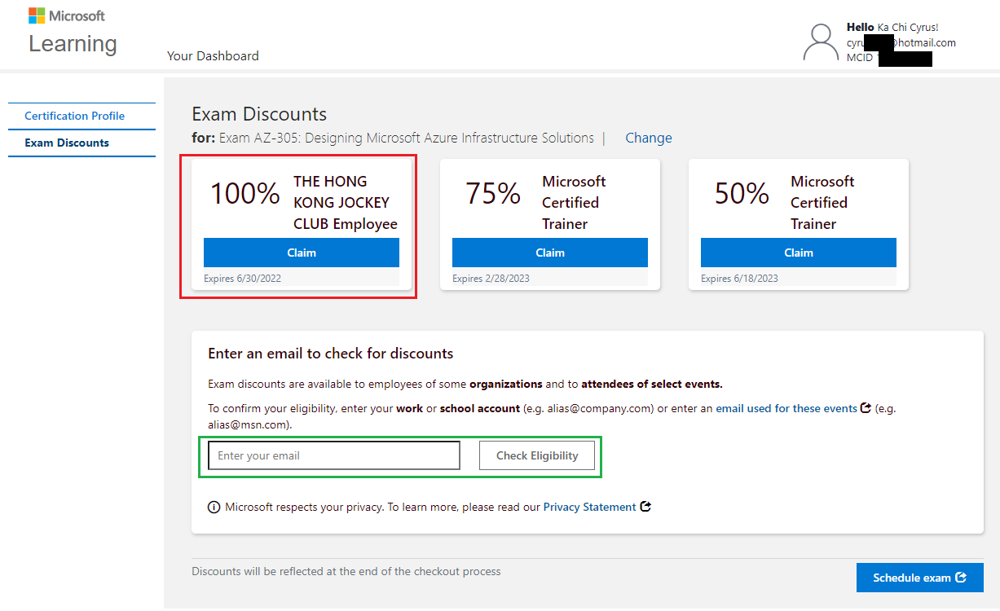 Microsoft
Learning
Your Dashboard
Hello Ka Chi Cyrus!
cyru @hotmail.com
MCID
Certification Profile
Exam Discounts
Exam Discounts
for: Exam AZ-305: Designing Microsoft Azure Infrastructure Solutions | Change
100%
THE HONG
KONG JOCKEY
CLUB Employee
Claim
Expires 6/30/2022
75%
Microsoft
Certified
Trainer
Claim
Expires 2/28/2023
50%
Microsoft
Certified
Trainer
Claim
Expires 6/18/2023
Enter an email to check for discounts
Exam discounts are available to employees of some organizations and to attendees of select events.
To confirm your eligibility, enter your work or school account (e.g. alias@company.com) or enter an email used for these events (e.g.
alias@msn.com).
Enter your email
Check Eligibility
Microsoft respects your privacy. To learn more, please read our Privacy Statement
Discounts will be reflected at the end of the checkout process
Schedule exam